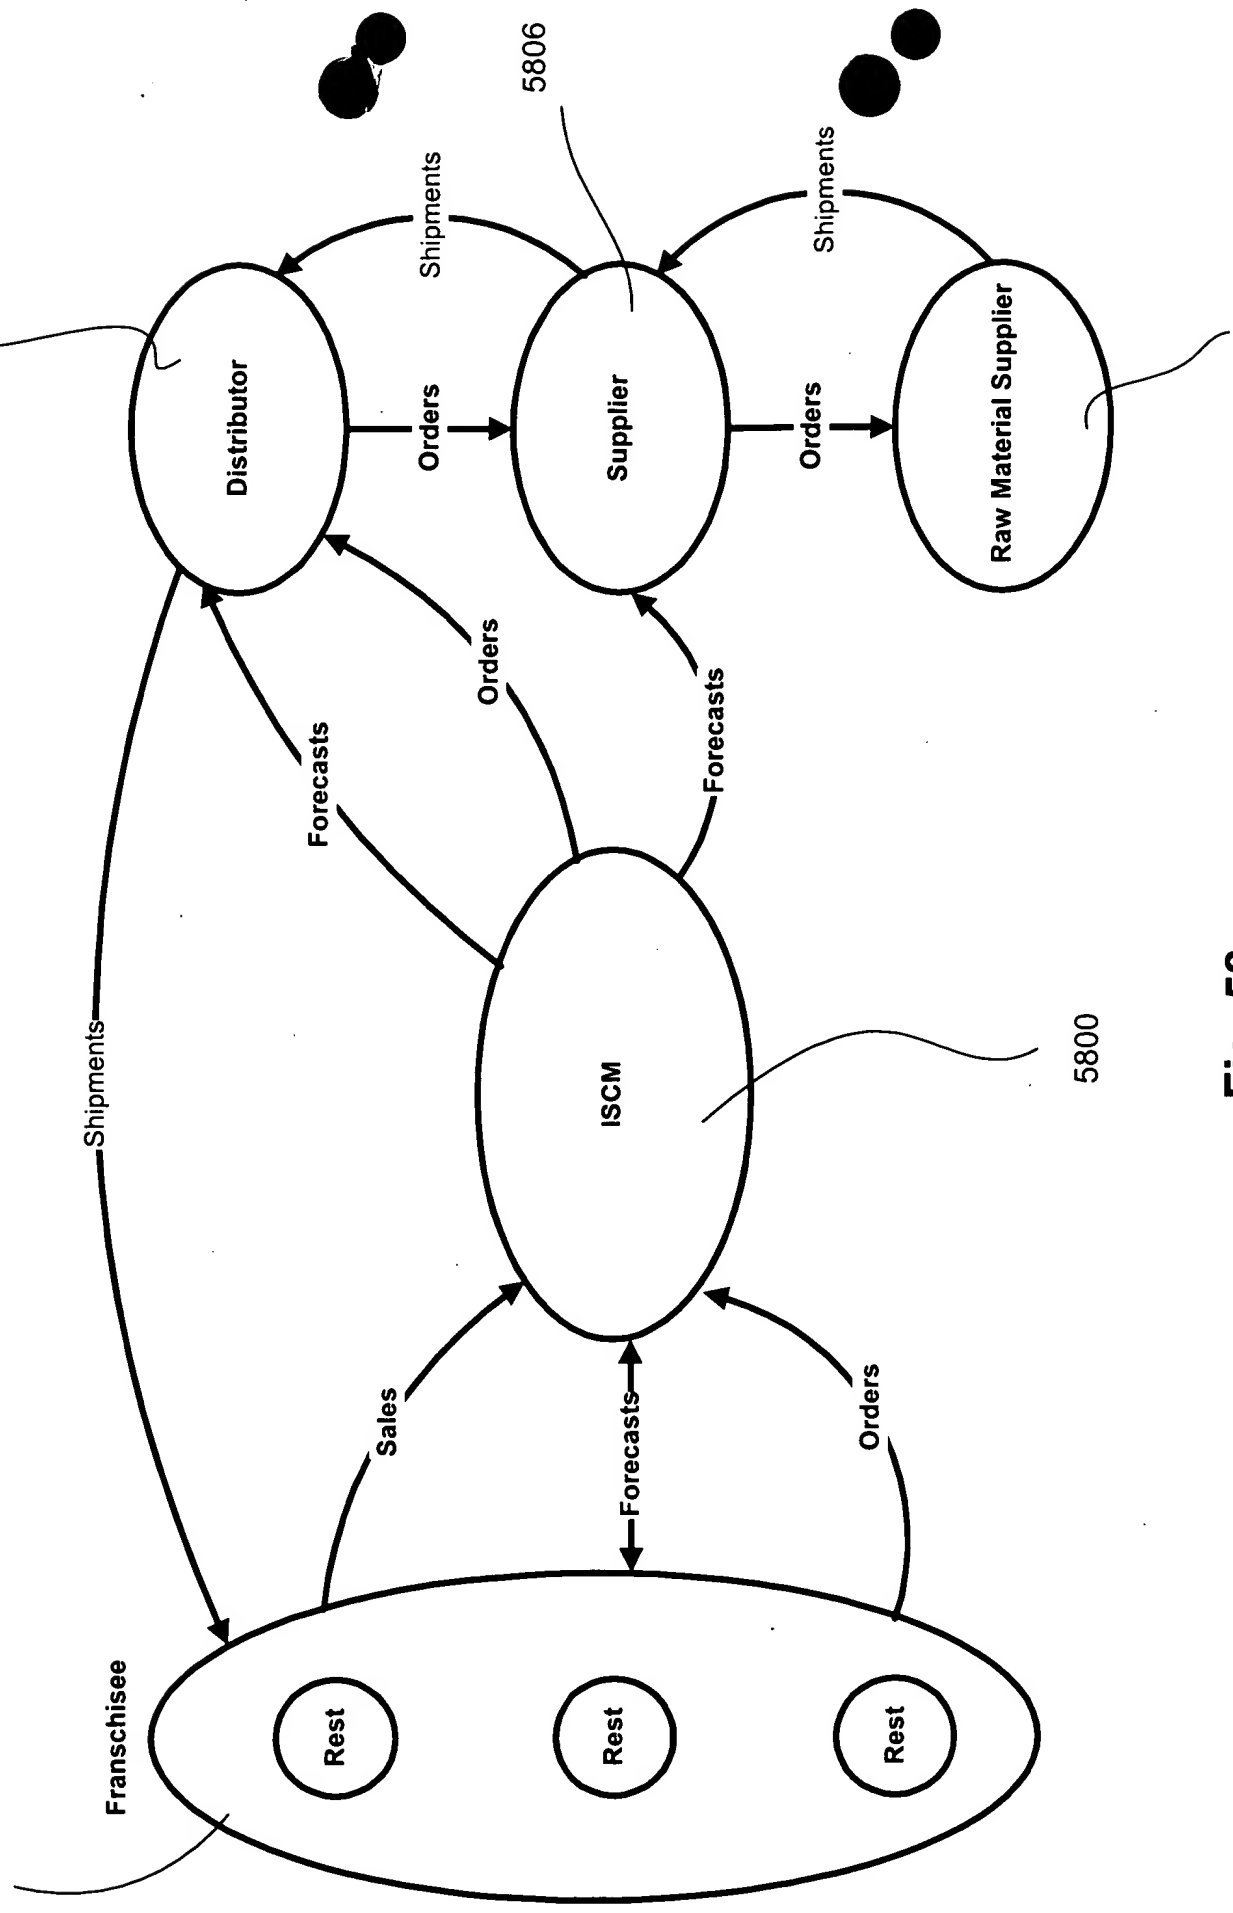 Franschisee
Rest
Rest
Rest
Shipments
Sales
Forecasts
Orders
ISCM
5800
Forecasts
Orders
Forecasts
Distributor
Orders
Shipments
Supplier
5806
Orders
Shipments
Raw Material Supplier